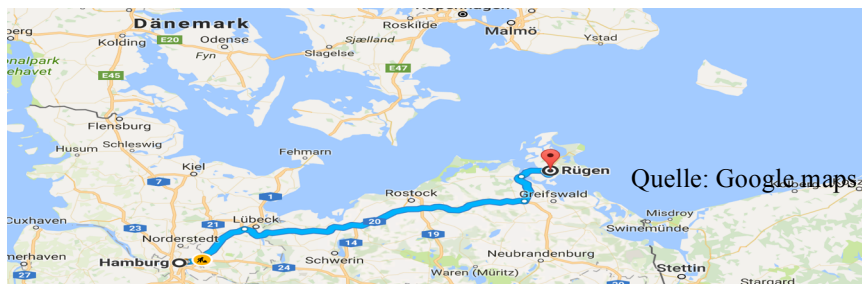 Kopenhagen
Dänemark
Roskilde
Malmö
Kolding
E20
Odense
Sjælland
Ystad
Fyn
Slagelse
E47
E45
Flensburg
Husum
Schleswig
Fehmarn
Kiel
Rügen
Quelle: Google maps
7
1
Rostock
Greifswald
Misdroy
Cuxhaven
23
21
Lübeck
20
19
Swinemünde
Norderstedt
14
Hamburg
24
Schwerin
Neubrandenburg
Waren (Müritz)
Stettin
27
20
Stargard